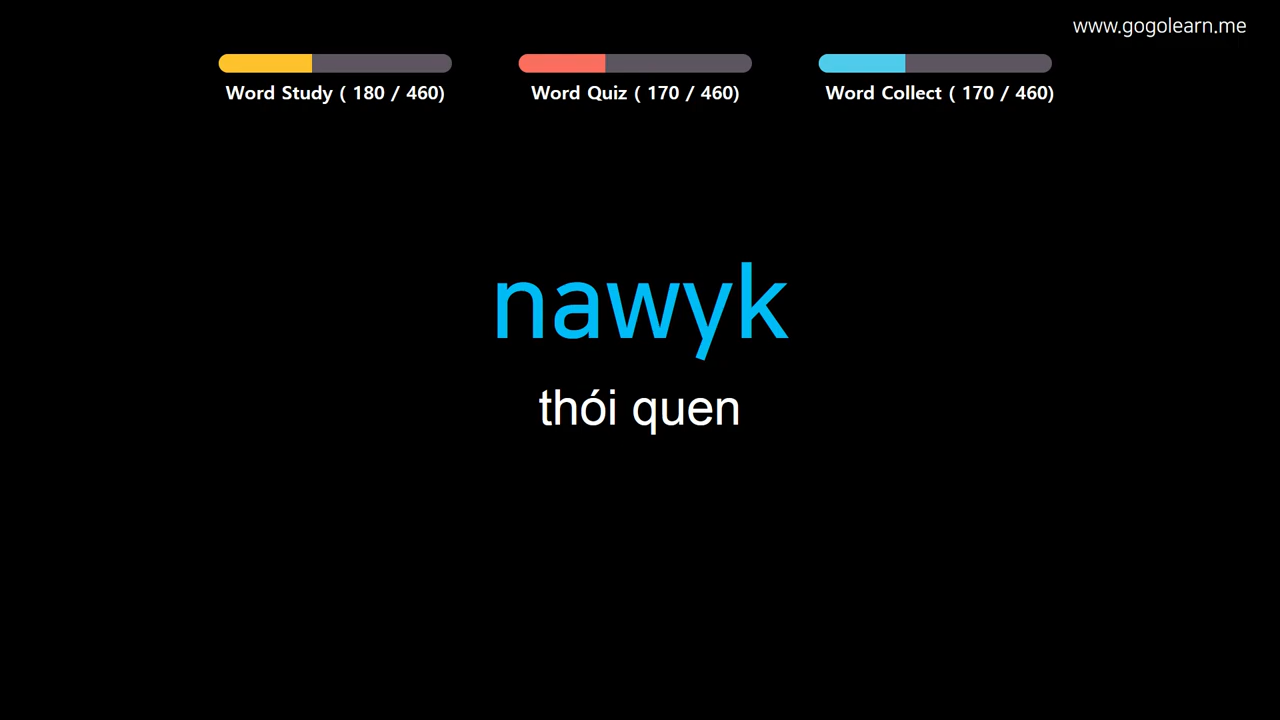 www.gogolearn.me
Word Study ( 180 / 460)
Word Quiz ( 170 / 460)
Word Collect ( 170 / 460)
nawyk
thói quen